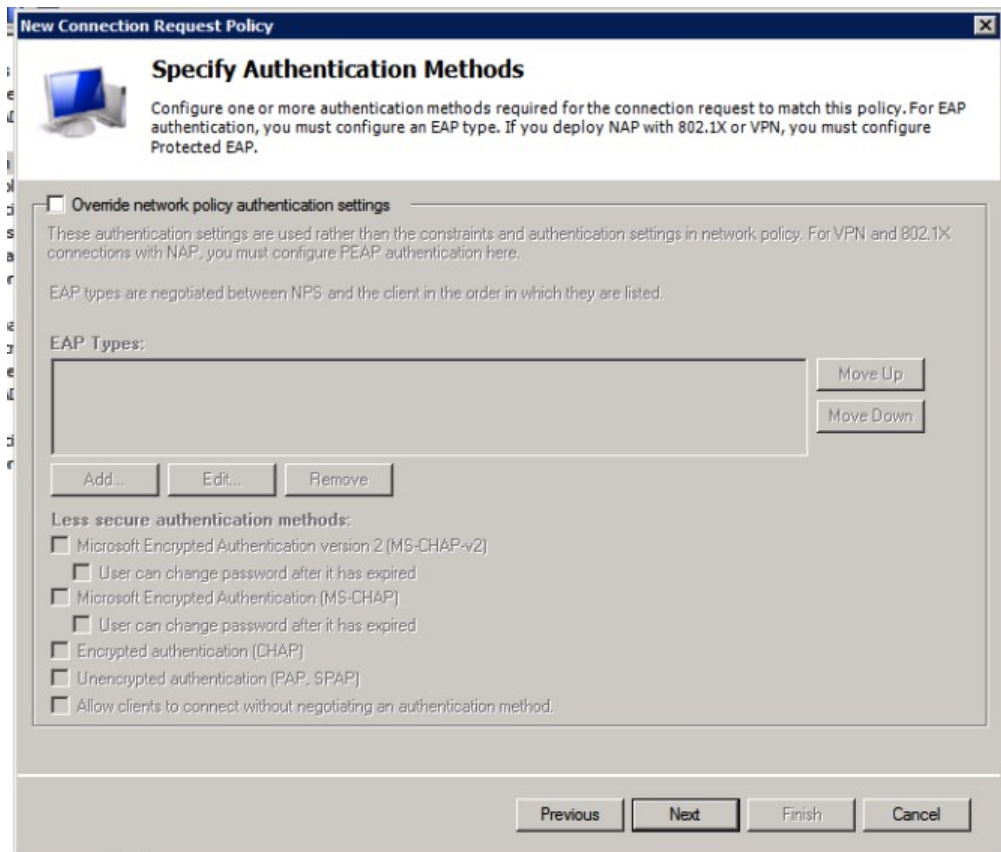 New Connection Request Policy
Specify Authentication Methods
Configure one or more authentication methods required for the connection request to match this policy. For EAP
authentication, you must configure an EAP type. If you deploy NAP with 802.1X or VPN, you must configure
Protected EAP.
Override network policy authentication settings
These authentication settings are used rather than the constraints and authentication settings in network policy. For VPN and 802.1X
connections with NAP, you must configure PEAP authentication here.
EAP types are negotiated between NPS and the client in the order in which they are listed.
EAP Types:
Move Up
Move Down
Add...
Edit...
Remove
Less secure authentication methods:
Microsoft Encrypted Authentication version 2 (MS-CHAP-v2)
User can change password after it has expired
Microsoft Encrypted Authentication (MS-CHAP)
User can change password after it has expired
Encrypted authentication (CHAP)
Unencrypted authentication (PAP, SPAP)
Allow clients to connect without negotiating an authentication method.
Previous
Next
Finish
Cancel